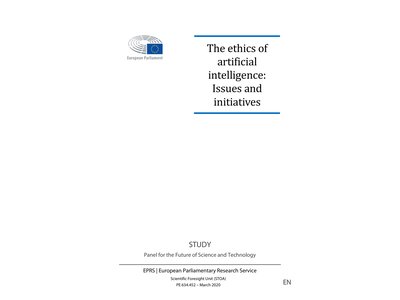 The ethics of
artificial
intelligence:
Issues and
initiatives
European Parliament
STUDY
Panel for the Future of Science and Technology
EPRS | European Parliamentary Research Service
Scientific Foresight Unit (STOA)
PE 634.452 – March 2020
EN